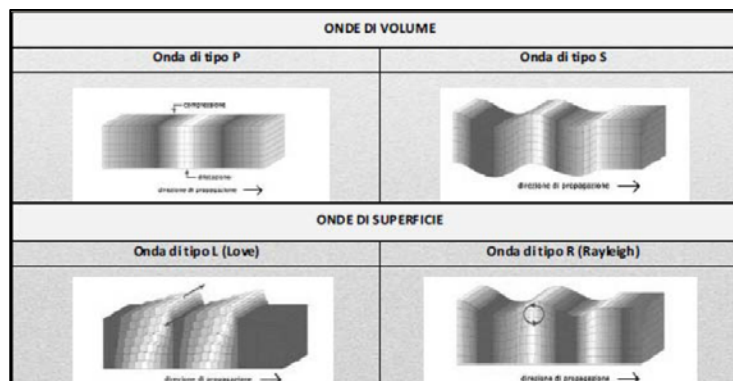 ONDE DI VOLUME
Onda di tipo P
Onda di tipo S
compressione
dilatazione
direzione di propagazione
direzione di propagazione
ONDE DI SUPERFICIE
Onda di tipo L (Love)
Onda di tipo R (Rayleigh)
direzione di propagazione
direzione di propagazione